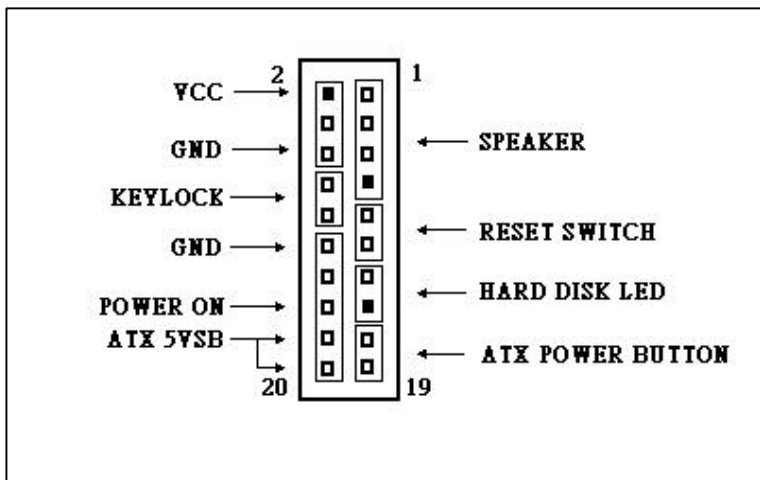 2 1
VCC
GND
KEYLOCK
GND
POWER ON
ATX 5VSB
20 19
SPEAKER
RESET SWITCH
HARD DISK LED
ATX POWER BUTTON